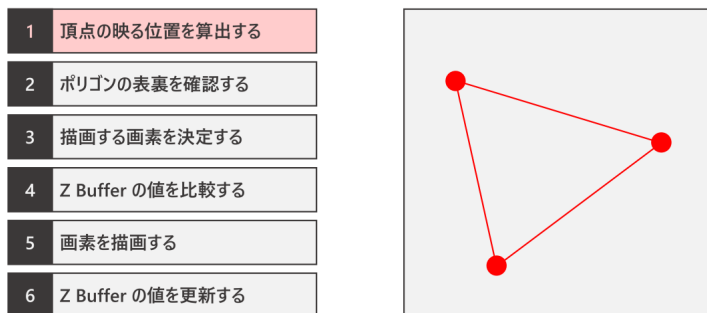 1 頂点の映る位置を算出する
2 ポリゴンの表裏を確認する
3 描画する画素を決定する
4 Z Buffer の値を比較する
5 画素を描画する
6 Z Buffer の値を更新する